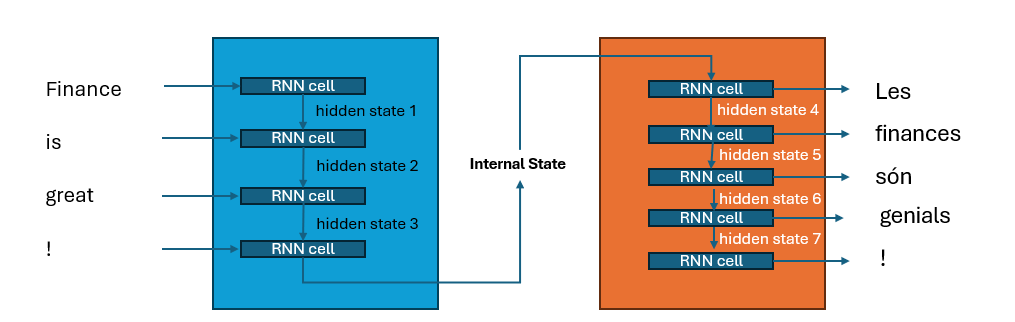 Finance
is
great
!
RNN cell
hidden state 1
RNN cell
hidden state 2
RNN cell
hidden state 3
RNN cell
Internal State
RNN cell
hidden state 4
RNN cell
hidden state 5
RNN cell
hidden state 6
RNN cell
hidden state 7
RNN cell
Les
finances
són
genials
!